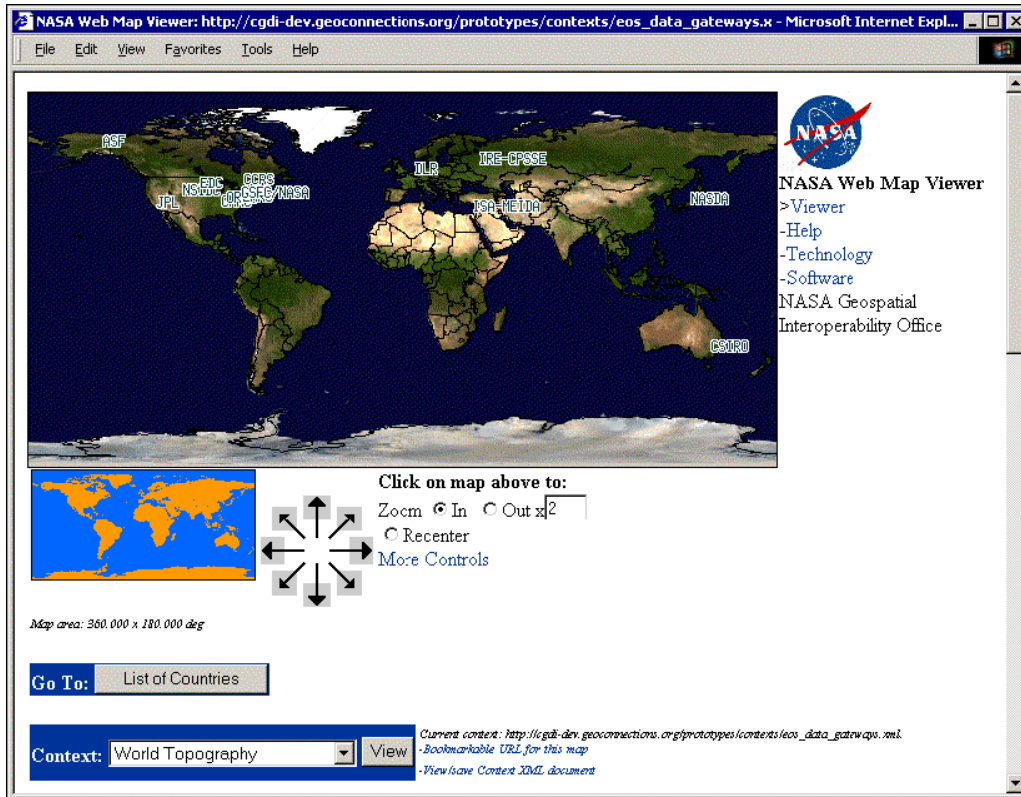 NASA Web Map Viewer: http://cgdi-dev.geoconnections.org/prototypes/contexts/eos_data_gateways.x - Microsoft Internet Expl...
File Edit View Favorites Tools Help
ASF
CCRS
EDC
GSFC/NASA
JPL
DLR
IRE-CPSSE
ISA-MEIDA
NASDA
CSIRO
NASA
NASA Web Map Viewer
>Viewer
-Help
-Technology
-Software
NASA Geospatial
Interoperability Office
Click on map above to:
Zoom In Out x 2
Recenter
More Controls
Map area: 360.000 x 180.000 deg
Go To: List of Countries
Context: World Topography View
Current context: http://cgdi-dev.geoconnections.org/prototypes/contexts/eos_data_gateways.xml.
-Bookmarkable URL for this map
-View/save Context XML document